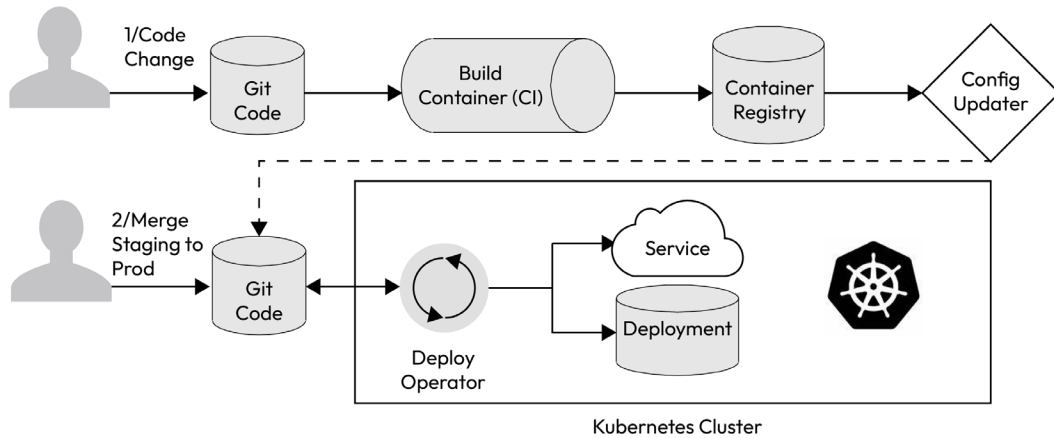 1/Code
Change
Git
Code
Build
Container (CI)
Container
Registry
Config
Updater
2/Merge
Staging to
Prod
Git
Code
Deploy
Operator
Service
Deployment
Kubernetes Cluster